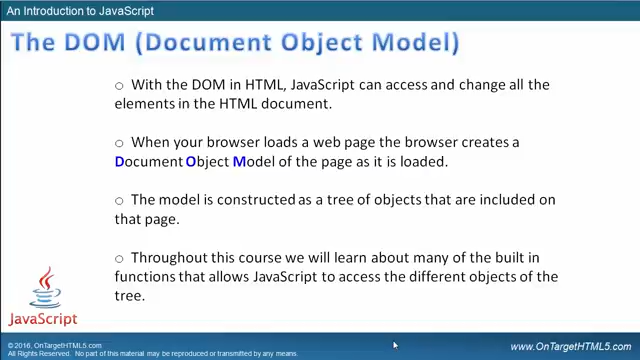 An Introduction to JavaScript
The DOM (Document Object Model)
○ With the DOM in HTML, JavaScript can access and change all the
elements in the HTML document.
○ When your browser loads a web page the browser creates a
Document Object Model of the page as it is loaded.
○ The model is constructed as a tree of objects that are included on
that page.
○ Throughout this course we will learn about many of the built in
functions that allows JavaScript to access the different objects of the
tree.
JavaScript
© 2016, OnTargetHTML5.com
All Rights Reserved. No part of this material may be reproduced or transmitted by any means.
www.OnTargetHTML5.com